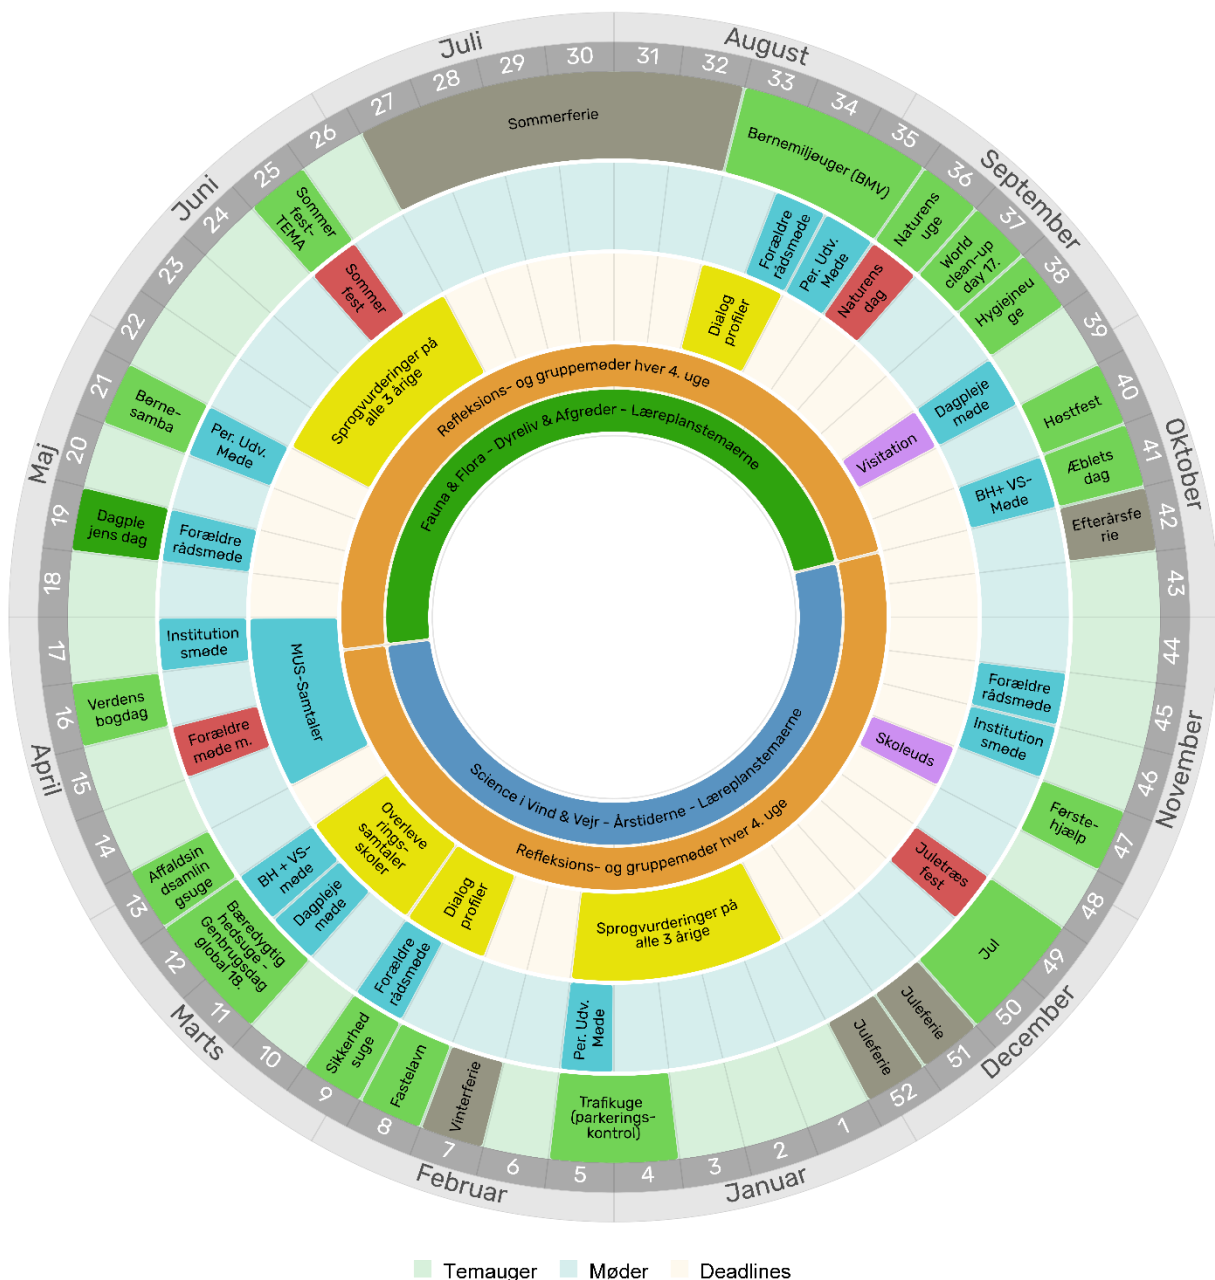 Juli
August
September
Oktober
November
December
Januar
Februar
Marts
April
Maj
Juni
27
28
29
30
31
32
33
34
35
36
37
38
39
40
41
42
43
44
45
46
47
48
49
50
51
52
1
2
3
4
5
6
7
8
9
10
11
12
13
14
15
16
17
18
19
20
21
22
23
24
25
26
Sommerferie
Børnemiljøuger (BMV)
Naturens
uge
World
clean-up
day 17.
Hygiejneu
ge
Høstfest
Æblets
dag
Efterårsfe
rie
Første-
hjælp
Jul
Juleferie
Juleferie
Trafikuge
(parkerings-
kontrol)
Vinterferie
Fastelavn
Sikkerhed
suge
Bæredygtig
hedsuge -
Genbrugsdag
global 18.
Affaldsin
dsamlin
gsuge
Verdens
bogdag
Dagple
jens dag
Børne-
samba
Sommer
fest-
TEMA
Forældre
rådsmøde
Per. Udv.
Møde
Naturens
dag
Dagpleje
møde
BH+ VS-
Møde
Forældre
rådsmøde
Institution
smøde
Juletræs
fest
Per. Udv.
Møde
Forældre
rådsmøde
Dagpleje
møde
BH + VS-
møde
Forældre
møde m.
Institution
smøde
Forældre
rådsmøde
Per. Udv.
Møde
Sommer
fest
Dialog
profiler
Visitation
Skoleuds
Sprogvurderinger på
alle 3 årige
Dialog
profiler
Overleve
rings-
samtaler
skoler
MUS-Samtaler
Sprogvurderinger på
alle 3 årige
Refleksions- og gruppemøder hver 4. uge
Refleksions- og gruppemøder hver 4. uge
Fauna & Flora - Dyreliv & Afgrøder - Læreplanstemaerne
Science i Vind & Vejr - Årstiderne - Læreplanstemaerne
Temauger
Møder
Deadlines